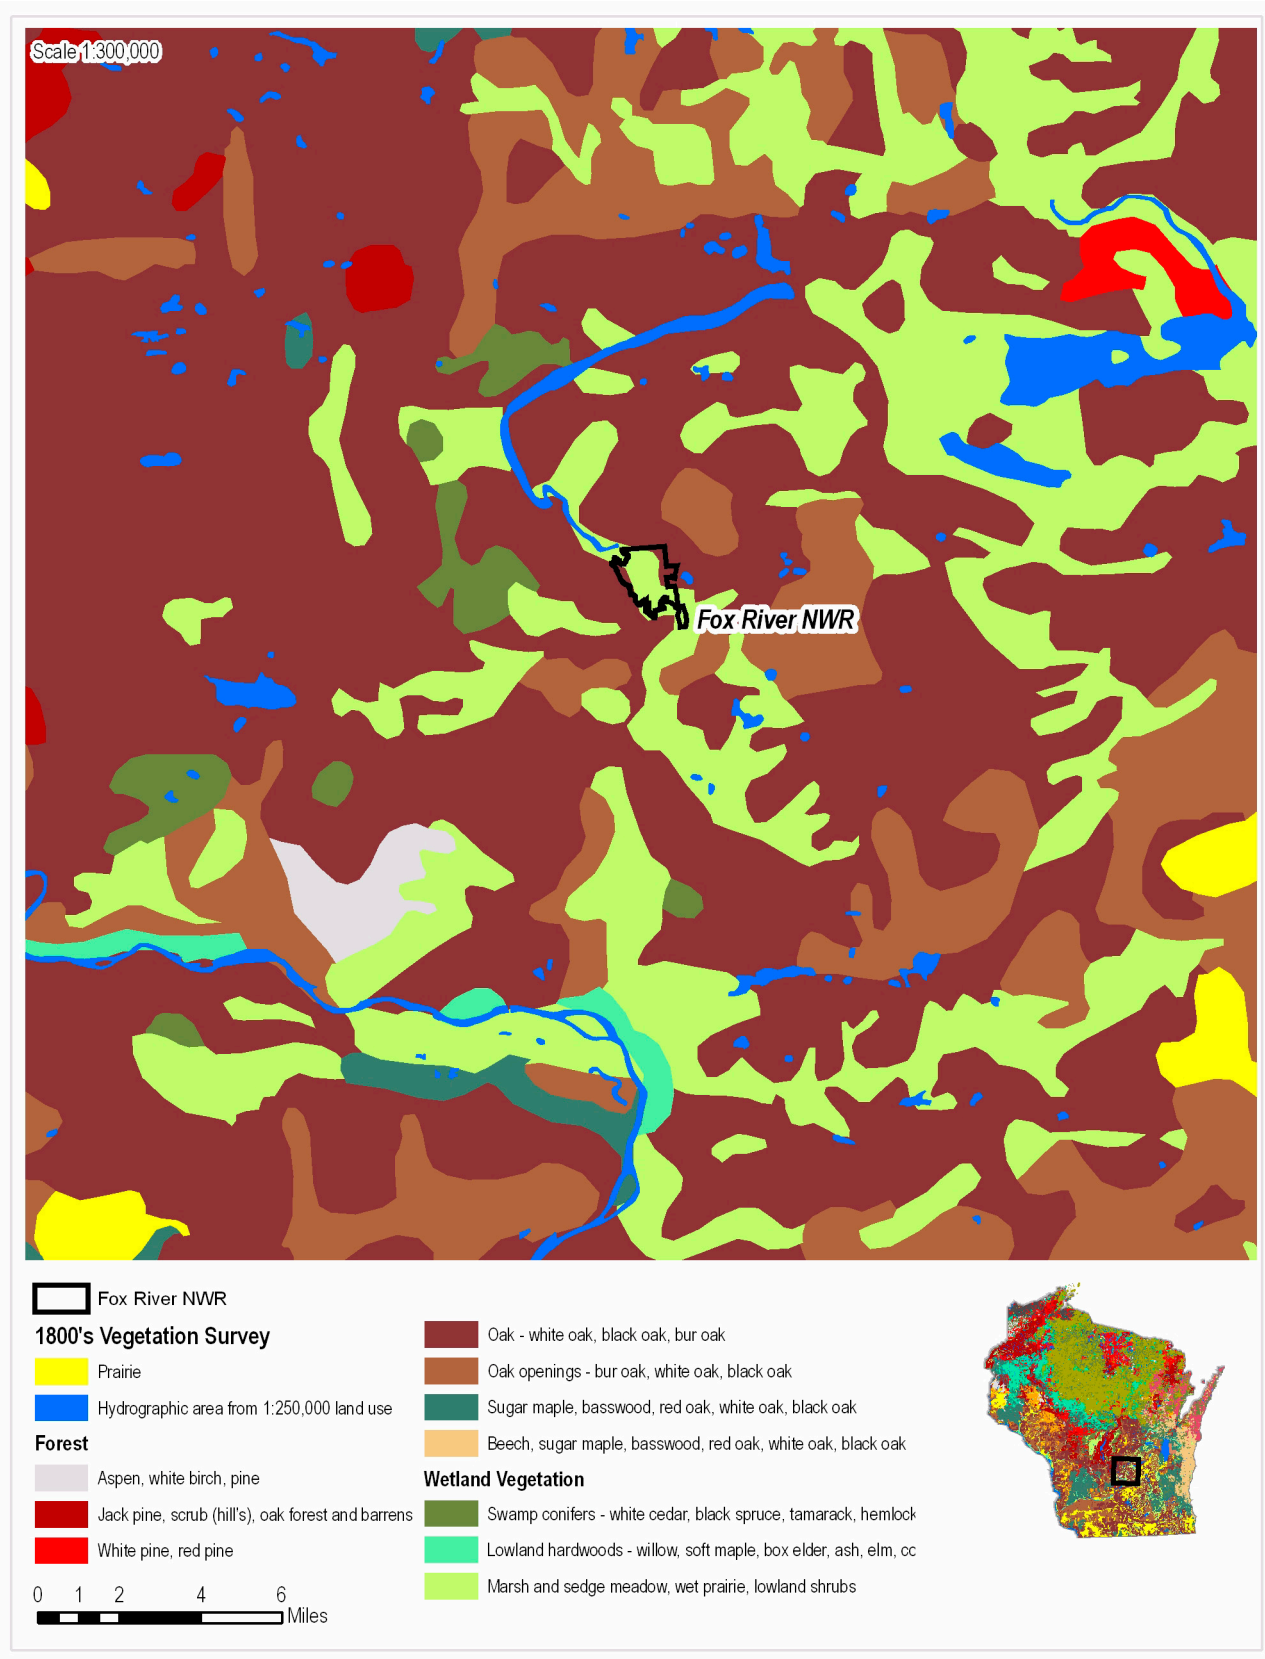 Scale 1:300,000
Fox River NWR
Fox River NWR
1800's Vegetation Survey
Prairie
Hydrographic area from 1:250,000 land use
Forest
Aspen, white birch, pine
Jack pine, scrub (hill's), oak forest and barrens
White pine, red pine
0 1 2 4 6
Miles
Oak - white oak, black oak, bur oak
Oak openings - bur oak, white oak, black oak
Sugar maple, basswood, red oak, white oak, black oak
Beech, sugar maple, basswood, red oak, white oak, black oak
Wetland Vegetation
Swamp conifers - white cedar, black spruce, tamarack, hemlock
Lowland hardwoods - willow, soft maple, box elder, ash, elm, cc
Marsh and sedge meadow, wet prairie, lowland shrubs